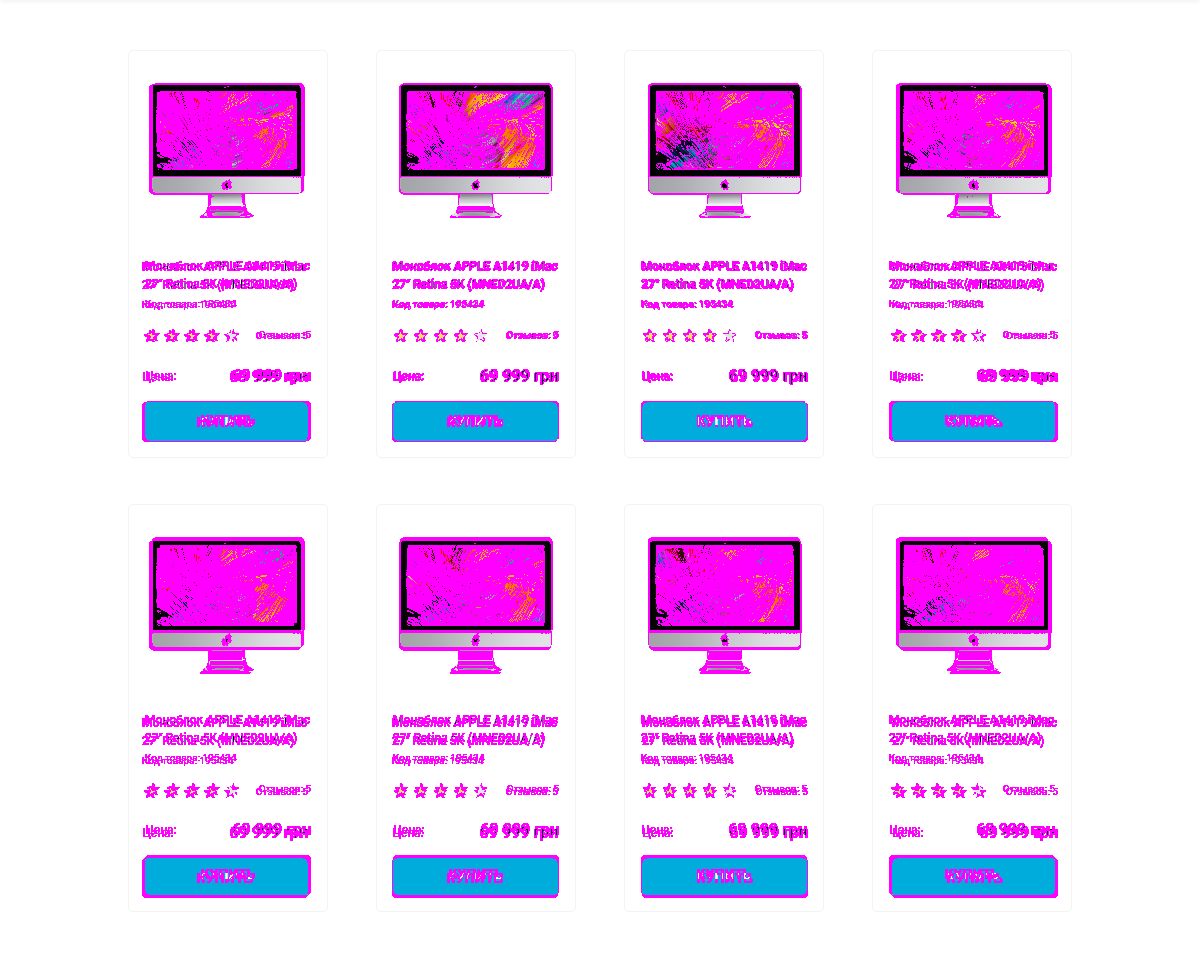 Моноблок APPLE A1419 iMac
27" Retina 5K (MNED2UA/A)
Код товара: 195434
Отзывов: 5
Цена:
69 999 грн
КУПИТЬ
Моноблок APPLE A1419 iMac
27" Retina 5K (MNED2UA/A)
Код товара: 195434
Отзывов: 5
Цена:
69 999 грн
КУПИТЬ
Моноблок APPLE A1419 iMac
27" Retina 5K (MNED2UA/A)
Код товара: 195434
Отзывов: 5
Цена:
69 999 грн
КУПИТЬ
Моноблок APPLE A1419 iMac
27" Retina 5K (MNED2UA/A)
Код товара: 195434
Отзывов: 5
Цена:
69 999 грн
КУПИТЬ
Моноблок APPLE A1419 iMac
27" Retina 5K (MNED2UA/A)
Код товара: 195434
Отзывов: 5
Цена:
69 999 грн
КУПИТЬ
Моноблок APPLE A1419 iMac
27" Retina 5K (MNED2UA/A)
Код товара: 195434
Отзывов: 5
Цена:
69 999 грн
КУПИТЬ
Моноблок APPLE A1419 iMac
27" Retina 5K (MNED2UA/A)
Код товара: 195434
Отзывов: 5
Цена:
69 999 грн
КУПИТЬ
Моноблок APPLE A1419 iMac
27" Retina 5K (MNED2UA/A)
Код товара: 195434
Отзывов: 5
Цена:
69 999 грн
КУПИТЬ